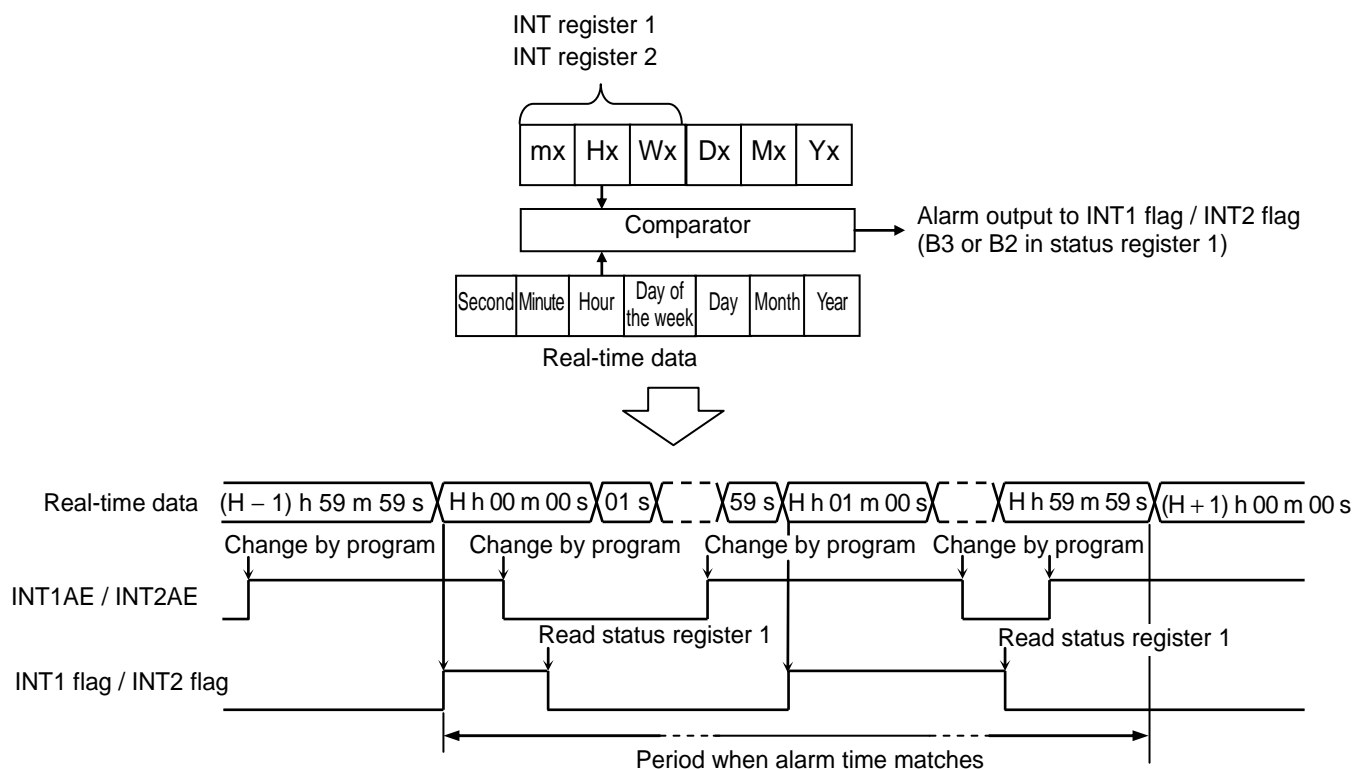 INT register 1
INT register 2
mx Hx Wx Dx Mx Yx
Comparator
Alarm output to INT1 flag / INT2 flag
(B3 or B2 in status register 1)
Second Minute Hour Day of the week Day Month Year
Real-time data
Real-time data (H − 1) h 59 m 59 s H h 00 m 00 s 01 s 59 s H h 01 m 00 s H h 59 m 59 s (H + 1) h 00 m 00 s
Change by program Change by program Change by program Change by program
INT1AE / INT2AE
Read status register 1 Read status register 1
INT1 flag / INT2 flag
Period when alarm time matches